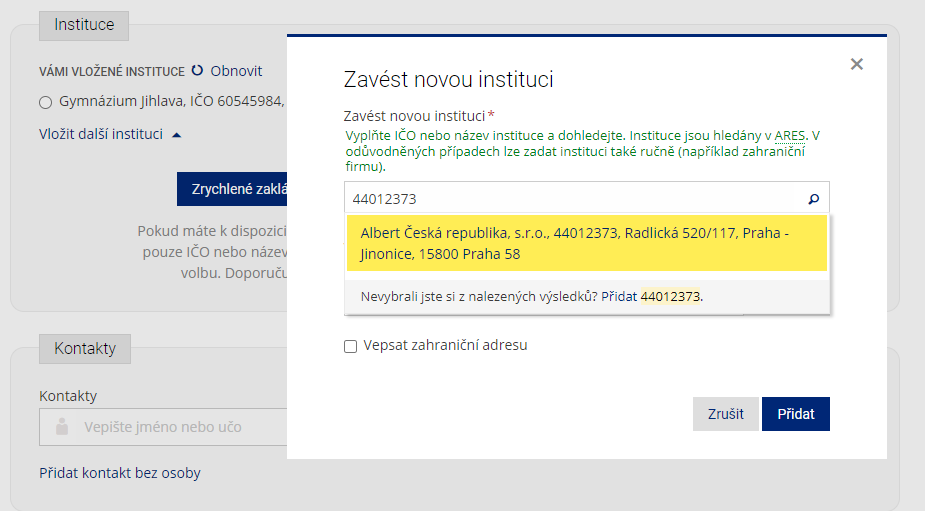 Instituce
VÁMI VLOŽENÉ INSTITUCE Obnovit
Gymnázium Jihlava, IČO 60545984,
Vložit další instituci
Zrychlené zaklá
Pokud máte k dispozici
pouze IČO nebo název
volbu. Doporuču
Kontakty
Kontakty
Vepište jméno nebo učo
Přidat kontakt bez osoby
Zavést novou instituci
Zavést novou instituci*
Vyplňte IČO nebo název instituce a dohledejte. Instituce jsou hledány v ARES. V
odůvodněných případech lze zadat instituci také ručně (například zahraniční
firmu).
44012373
Albert Česká republika, s.r.o., 44012373, Radlická 520/117, Praha -
Jinonice, 15800 Praha 58
Nevybrali jste si z nalezených výsledků? Přidat 44012373.
Vepsat zahraniční adresu
Zrušit
Přidat